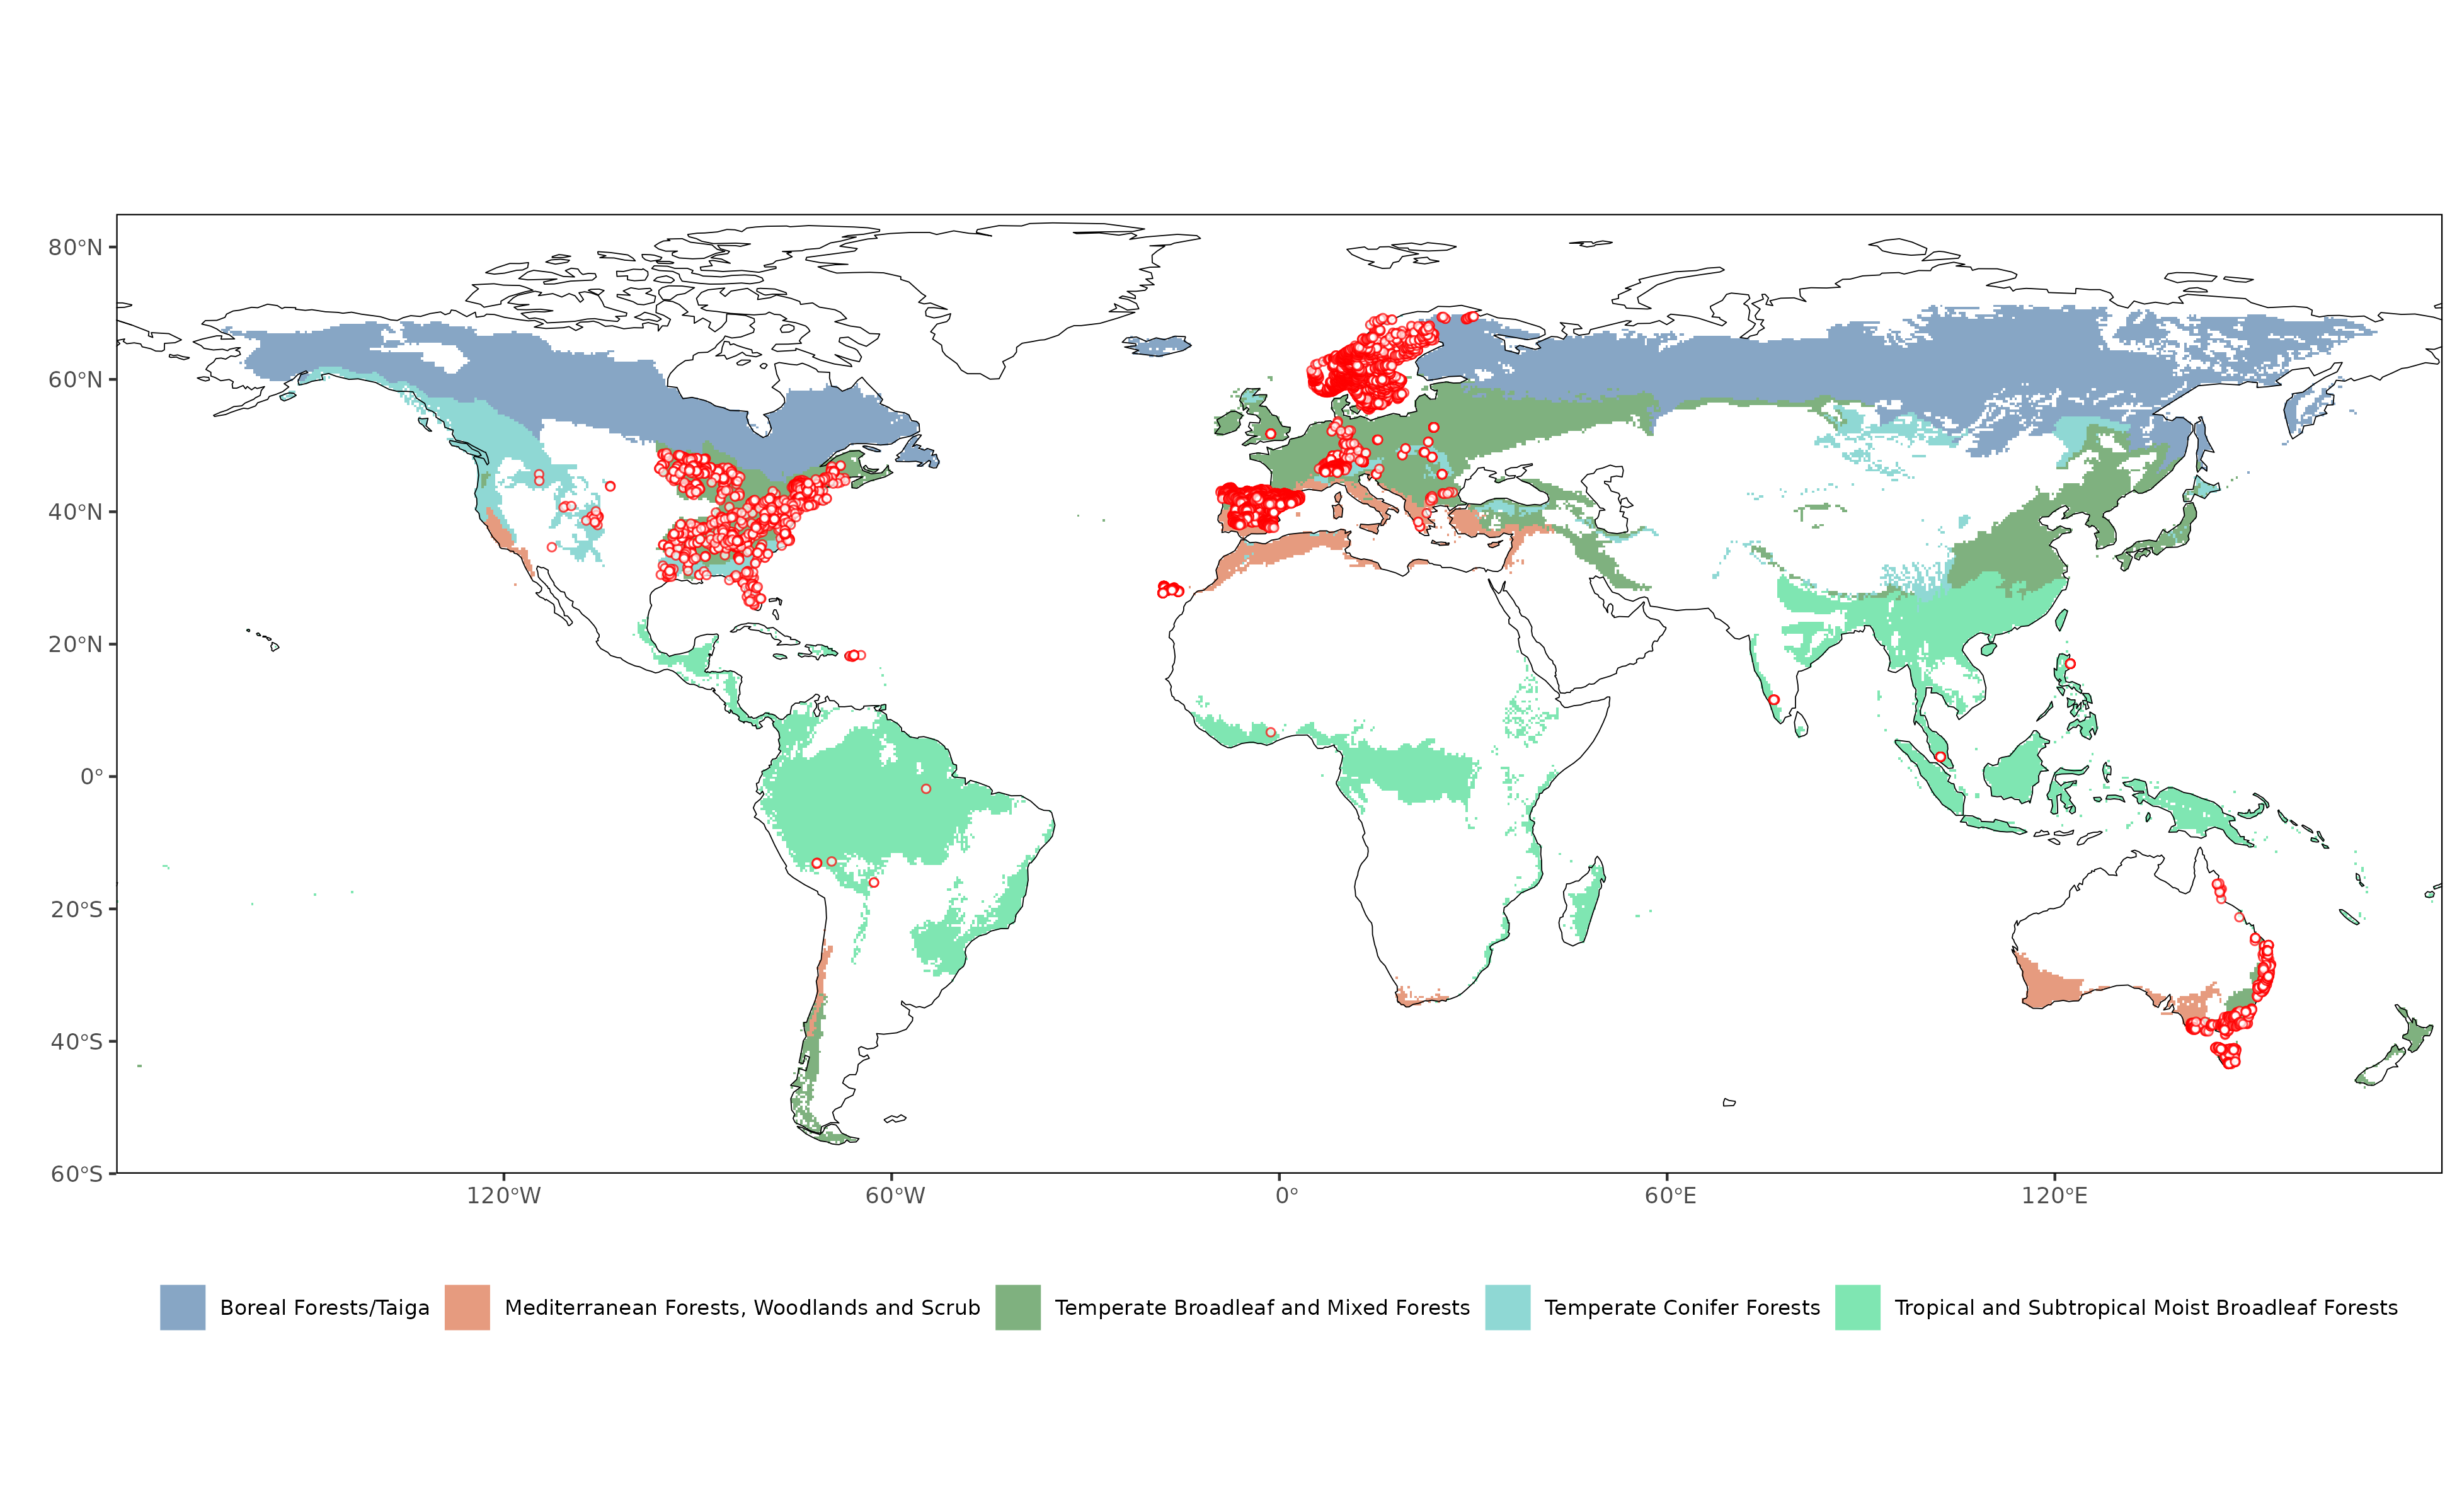 80°N
60°N
40°N
20°N
0°
20°S
40°S
60°S
120°W 60°W 0° 60°E 120°E
Boreal Forests/Taiga Mediterranean Forests, Woodlands and Scrub Temperate Broadleaf and Mixed Forests Temperate Conifer Forests Tropical and Subtropical Moist Broadleaf Forests